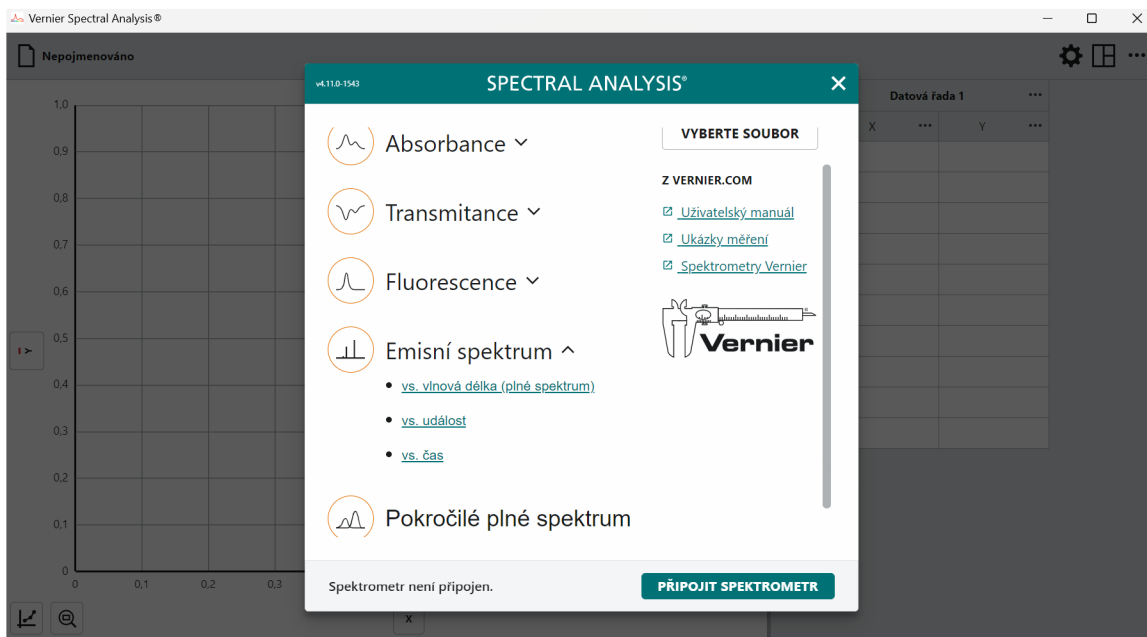 Vernier Spectral Analysis®
Nepojmenováno
v4.11.0-1543
SPECTRAL ANALYSIS®
Absorbance
Transmitance
Fluorescence
Emisní spektrum
vs. vlnová délka (plné spektrum)
vs. událost
vs. čas
Pokročilé plné spektrum
VYBERTE SOUBOR
Z VERNIER.COM
Uživatelský manuál
Ukázky měření
Spektrometry Vernier
Vernier
Spektrometr není připojen.
PŘIPOJIT SPEKTROMETR
Datová řada 1
X
Y
1,0
0,9
0,8
0,7
0,6
0,5
0,4
0,3
0,2
0,1
0
Y
0
0,1
0,2
0,3
X